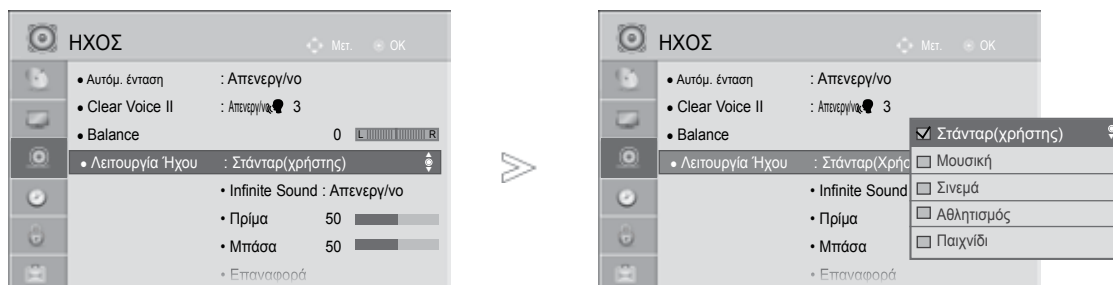 ΗΧΟΣ Μετ. OK
• Αυτόμ. ένταση : Απενεργ/νο
• Clear Voice II : Απενεργ/νο 3
• Balance 0 L R
• Λειτουργία Ήχου : Στάνταρ(χρήστης)
• Infinite Sound : Απενεργ/νο
• Πρίμα 50
• Μπάσα 50
• Επαναφορά
ΗΧΟΣ Μετ. OK
• Αυτόμ. ένταση : Απενεργ/νο
• Clear Voice II : Απενεργ/νο 3
• Balance
• Λειτουργία Ήχου : Στάνταρ(Χρήσ
• Infinite Sound
• Πρίμα
• Μπάσα
• Επαναφορά
Στάνταρ(χρήστης)
Μουσική
Σινεμά
Αθλητισμός
Παιχνίδι